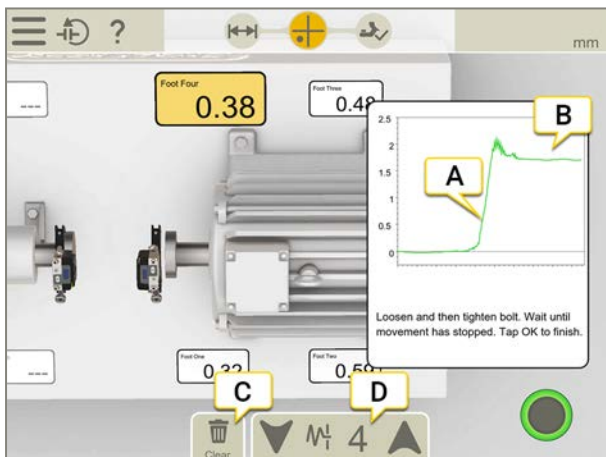 ?
mm
Foot Four
0.38
Foot Three
0.48
---
B
2.5
2
1.5
1
0.5
0
A
Loosen and then tighten bolt. Wait until
movement has stopped. Tap OK to finish.
Foot One
0.32
Foot Two
0.59
---
C
D
4
Clear